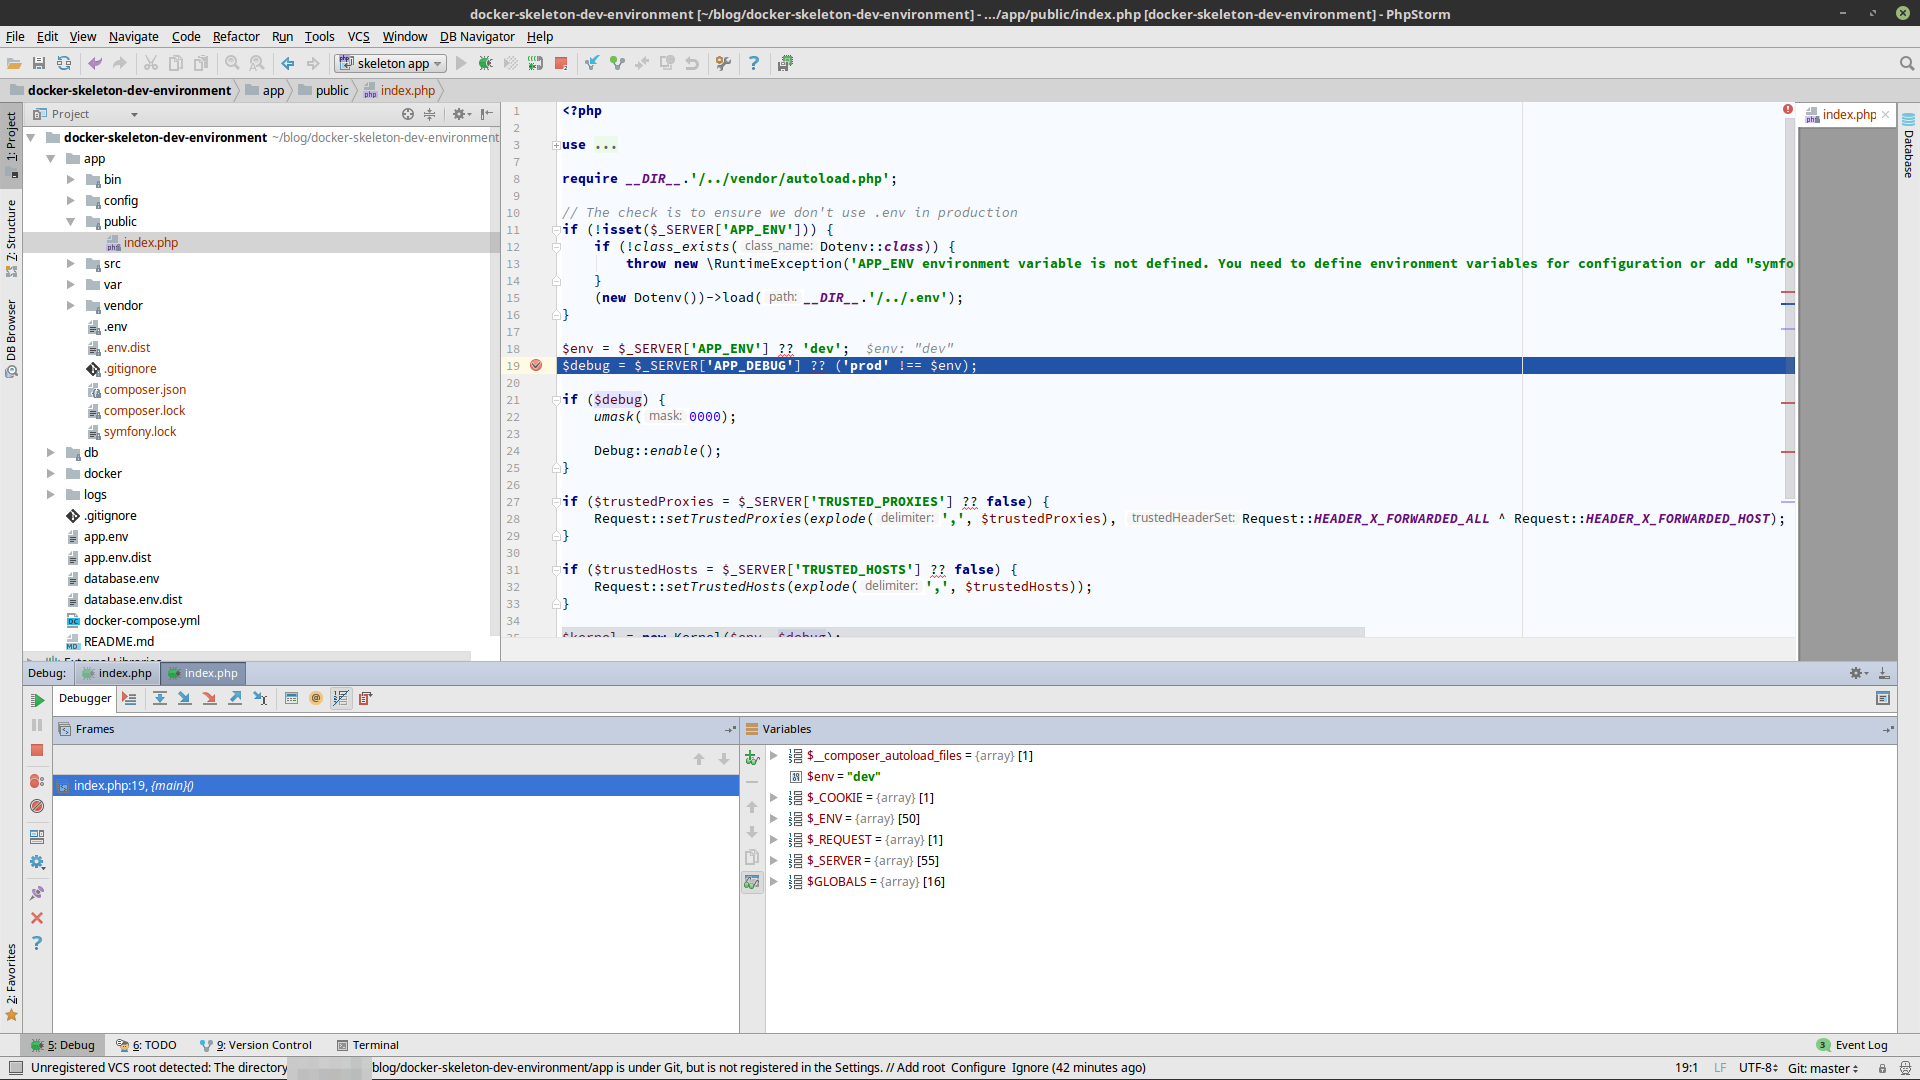 docker-skeleton-dev-environment [~/blog/docker-skeleton-dev-environment] - .../app/public/index.php [docker-skeleton-dev-environment] - PhpStorm
File Edit View Navigate Code Refactor Run Tools VCS Window DB Navigator Help
skeleton app
docker-skeleton-dev-environment app public index.php
1: Project
7: Structure
DB Browser
2: Favorites
Project
docker-skeleton-dev-environment ~/blog/docker-skeleton-dev-environment
app
bin
config
public
index.php
src
var
vendor
.env
.env.dist
.gitignore
composer.json
composer.lock
symfony.lock
db
docker
logs
.gitignore
app.env
app.env.dist
database.env
database.env.dist
docker-compose.yml
README.md
External Libraries
1 <?php
2
3 use ...
7
8 require __DIR__.'/../vendor/autoload.php';
9
10 // The check is to ensure we don't use .env in production
11 if (!isset($_SERVER['APP_ENV'])) {
12 if (!class_exists( class_name: Dotenv::class)) {
13 throw new \RuntimeException('APP_ENV environment variable is not defined. You need to define environment variables for configuration or add "symfo
14 }
15 (new Dotenv())->load( path: __DIR__.'/../.env');
16 }
17
18 $env = $_SERVER['APP_ENV'] ?? 'dev'; $env: "dev"
19 $debug = $_SERVER['APP_DEBUG'] ?? ('prod' !== $env);
20
21 if ($debug) {
22 umask( mask: 0000);
23
24 Debug::enable();
25 }
26
27 if ($trustedProxies = $_SERVER['TRUSTED_PROXIES'] ?? false) {
28 Request::setTrustedProxies(explode( delimiter: ',', $trustedProxies), trustedHeaderSet: Request::HEADER_X_FORWARDED_ALL ^ Request::HEADER_X_FORWARDED_HOST);
29 }
30
31 if ($trustedHosts = $_SERVER['TRUSTED_HOSTS'] ?? false) {
32 Request::setTrustedHosts(explode( delimiter: ',', $trustedHosts));
33 }
34
35 $kernel = new Kernel($env, $debug);
index.php
Database
Debug: index.php index.php
Debugger
Frames
index.php:19, {main}()
Variables
$__composer_autoload_files = {array} [1]
$env = "dev"
$_COOKIE = {array} [1]
$_ENV = {array} [50]
$_REQUEST = {array} [1]
$_SERVER = {array} [55]
$GLOBALS = {array} [16]
5: Debug 6: TODO 9: Version Control Terminal 3 Event Log
Unregistered VCS root detected: The directory blog/docker-skeleton-dev-environment/app is under Git, but is not registered in the Settings. // Add root Configure Ignore (42 minutes ago) 19:1 LF UTF-8 Git: master